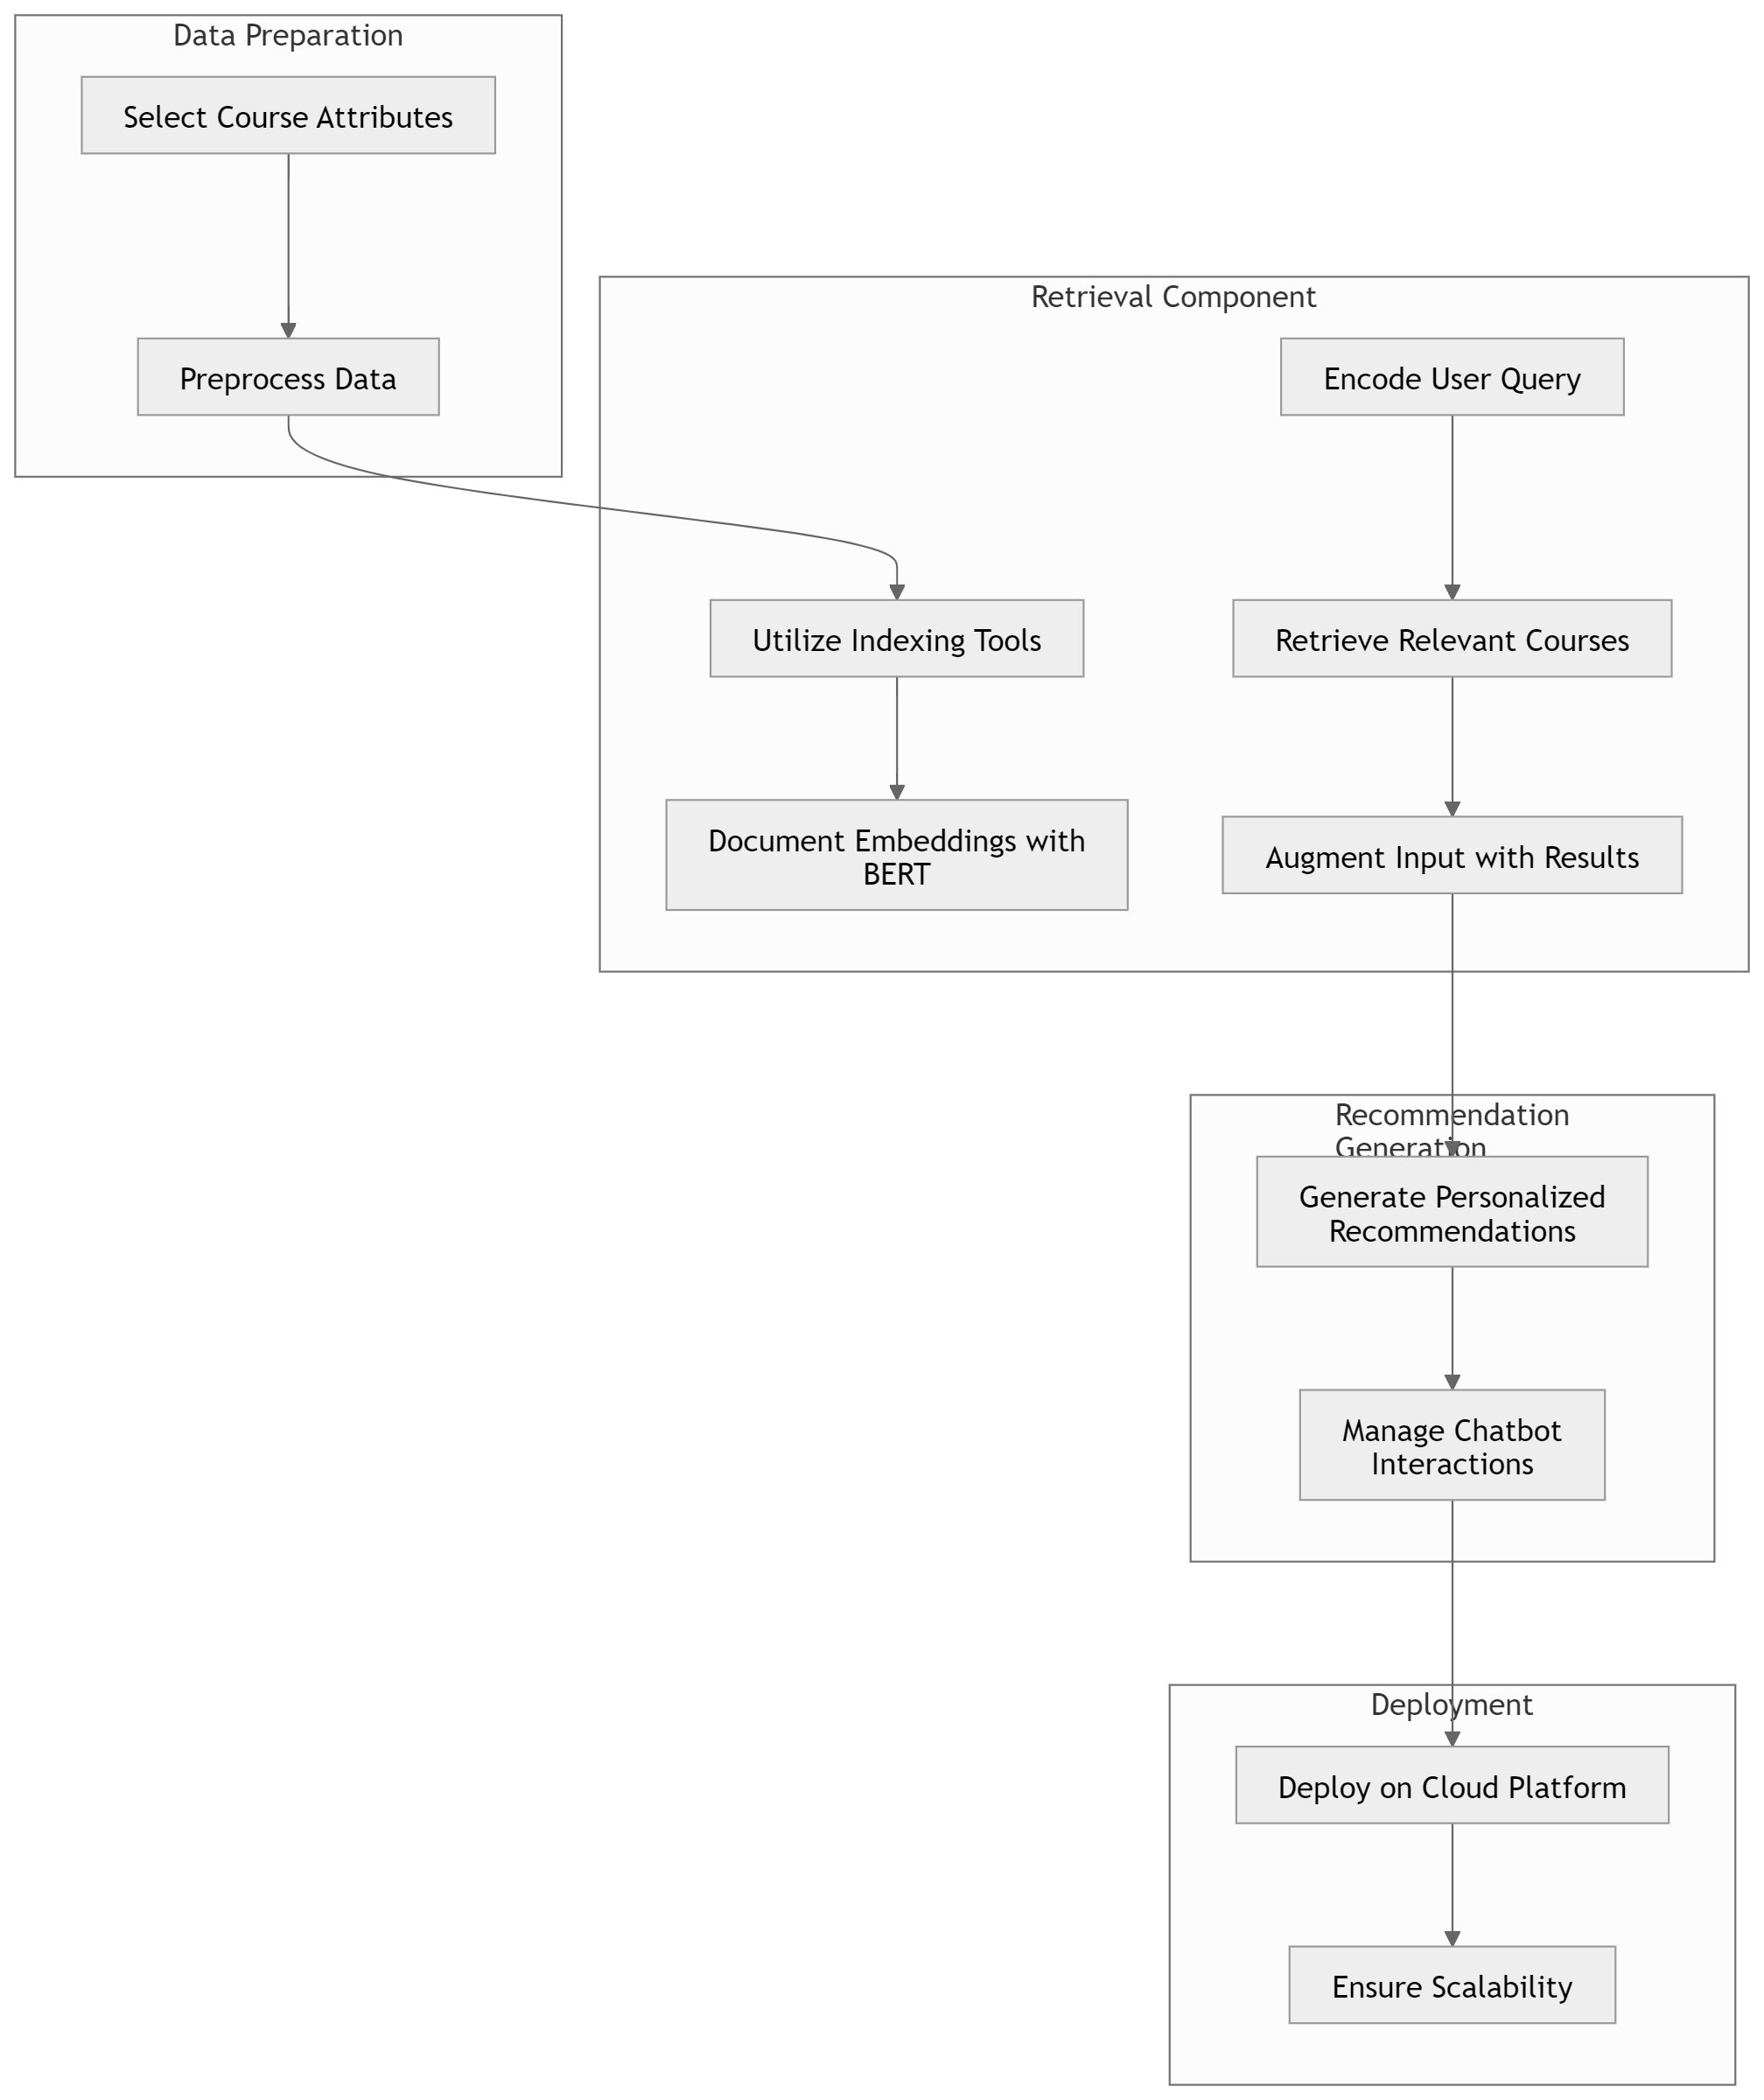 Data Preparation
Select Course Attributes
Preprocess Data
Retrieval Component
Encode User Query
Utilize Indexing Tools
Retrieve Relevant Courses
Document Embeddings with
BERT
Augment Input with Results
Recommendation
Generation
Generate Personalized
Recommendations
Manage Chatbot
Interactions
Deployment
Deploy on Cloud Platform
Ensure Scalability